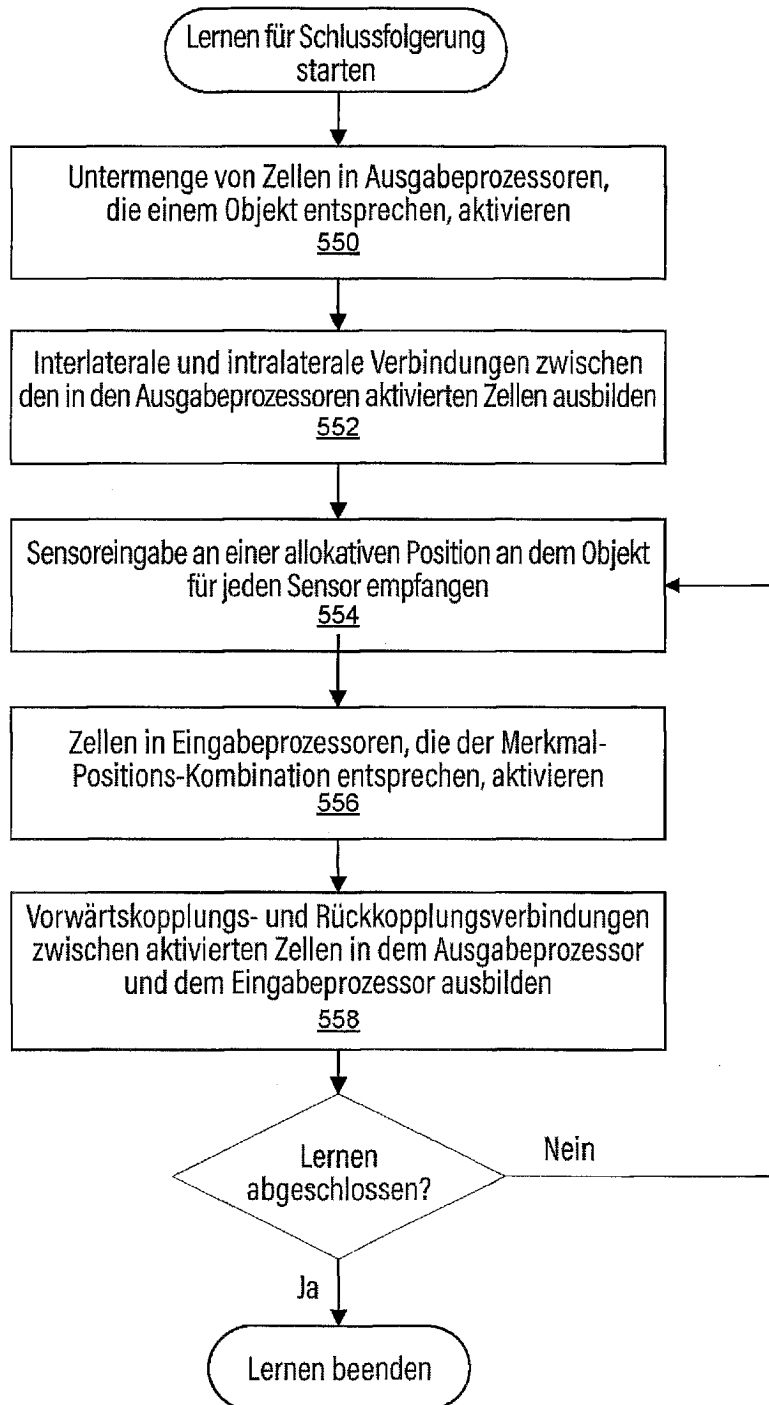 Lernen für Schlussfolgerung
starten
Untermenge von Zellen in Ausgabeprozessoren,
die einem Objekt entsprechen, aktivieren
550
Interlaterale und intralaterale Verbindungen zwischen
den in den Ausgabeprozessoren aktivierten Zellen ausbilden
552
Sensoreingabe an einer allokativen Position an dem Objekt
für jeden Sensor empfangen
554
Zellen in Eingabeprozessoren, die der Merkmal-
Positions-Kombination entsprechen, aktivieren
556
Vorwärtskopplungs- und Rückkopplungsverbindungen
zwischen aktivierten Zellen in dem Ausgabeprozessor
und dem Eingabeprozessor ausbilden
558
Lernen
abgeschlossen?
Nein
Ja
Lernen beenden